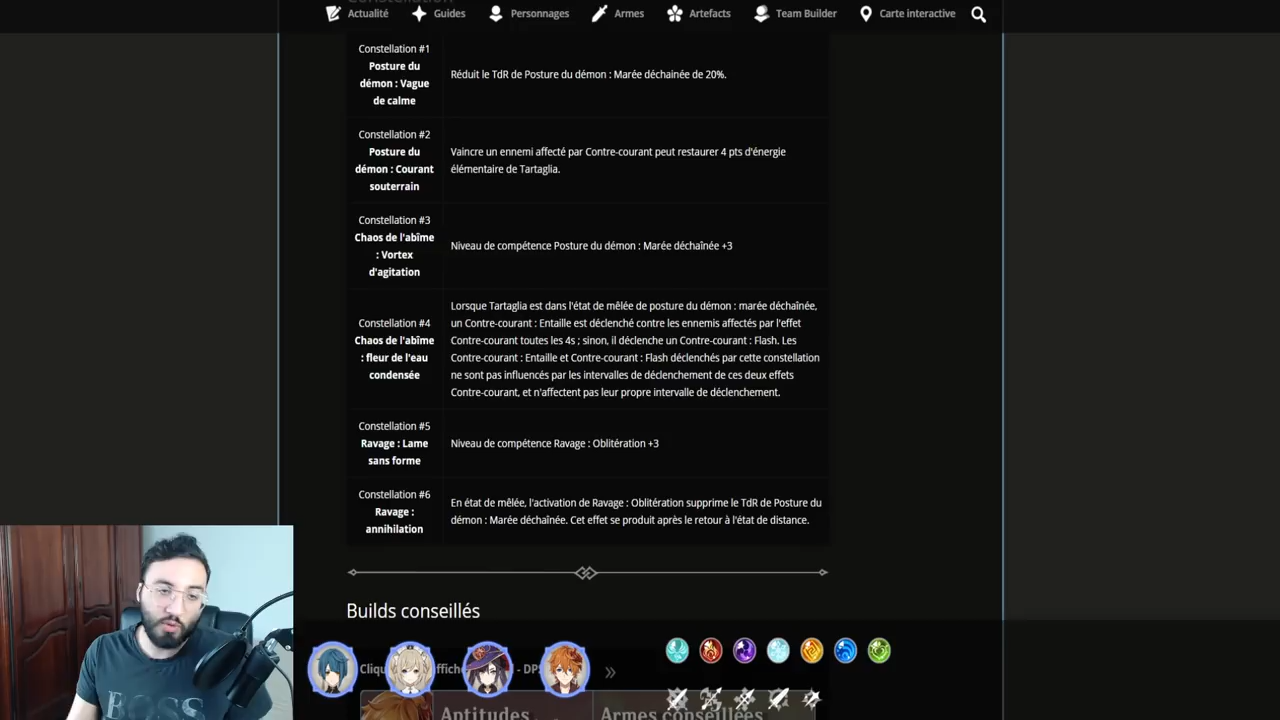 Constellation
Actualité
Guides
Personnages
Armes
Artefacts
Team Builder
Carte interactive
Constellation #1
Posture du
démon : Vague
de calme
Réduit le TdR de Posture du démon : Marée déchainée de 20%.
Constellation #2
Posture du
démon : Courant
souterrain
Vaincre un ennemi affecté par Contre-courant peut restaurer 4 pts d'énergie
élémentaire de Tartaglia.
Constellation #3
Chaos de l'abîme
: Vortex
d'agitation
Niveau de compétence Posture du démon : Marée déchaînée +3
Constellation #4
Chaos de l'abîme
: fleur de l'eau
condensée
Lorsque Tartaglia est dans l'état de mêlée de posture du démon : marée déchaînée,
un Contre-courant : Entaille est déclenché contre les ennemis affectés par l'effet
Contre-courant toutes les 4s ; sinon, il déclenche un Contre-courant : Flash. Les
Contre-courant : Entaille et Contre-courant : Flash déclenchés par cette constellation
ne sont pas influencés par les intervalles de déclenchement de ces deux effets
Contre-courant, et n'affectent pas leur propre intervalle de déclenchement.
Constellation #5
Ravage : Lame
sans forme
Niveau de compétence Ravage : Oblitération +3
Constellation #6
Ravage :
annihilation
En état de mêlée, l'activation de Ravage : Oblitération supprime le TdR de Posture du
démon : Marée déchaînée. Cet effet se produit après le retour à l'état de distance.
Builds conseillés
Cliqu ffiche - DPS
Aptitudes
Armes conseillées
BOSS